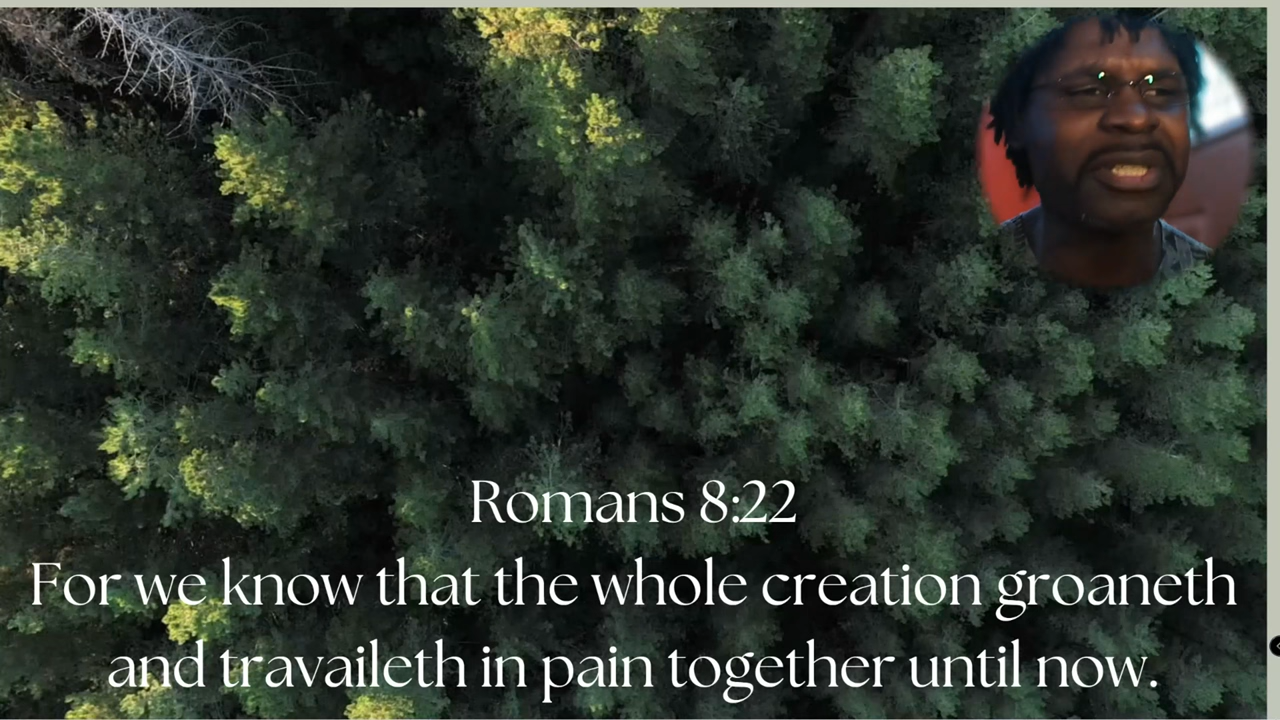 Romans 8:22
For we know that the whole creation groaneth
and travaileth in pain together until now.